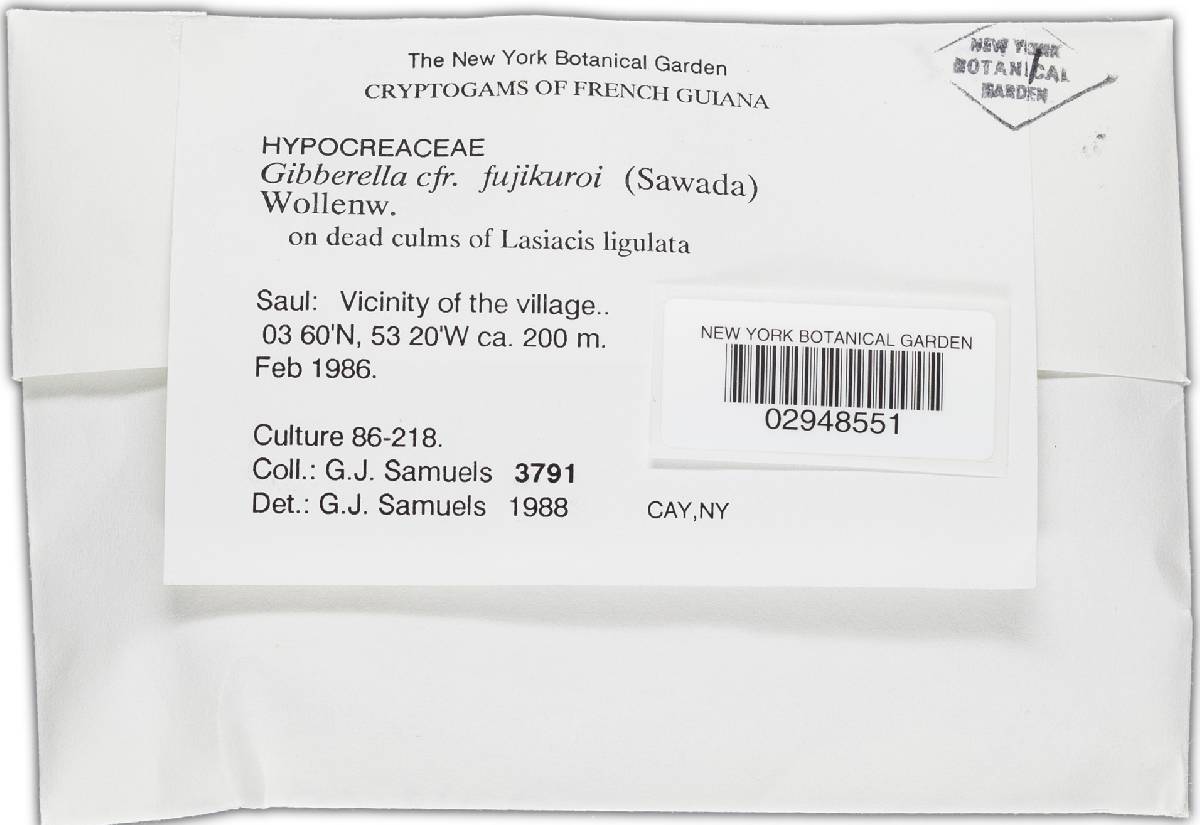 The New York Botanical Garden
CRYPTOGAMS OF FRENCH GUIANA
NEW YORK
BOTANICAL
GARDEN
HYPOCREACEAE
Gibberella cfr. fujikuroi (Sawada)
Wollenw.
on dead culms of Lasiacis ligulata
Saul: Vicinity of the village..
03 60'N, 53 20'W ca. 200 m.
Feb 1986.
NEW YORK BOTANICAL GARDEN
02948551
Culture 86-218.
Coll.: G.J. Samuels 3791
Det.: G.J. Samuels 1988 CAY,NY